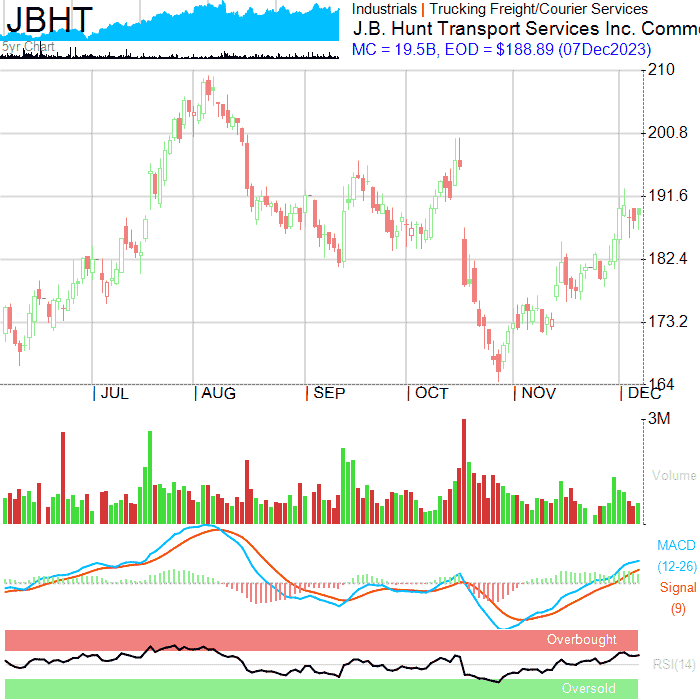 JBHT
5yr Chart
Industrials | Trucking Freight/Courier Services
J.B. Hunt Transport Services Inc. Comm
MC = 19.5B, EOD = $188.89 (07Dec2023)
210
200.8
191.6
182.4
173.2
164
JUL AUG SEP OCT NOV DEC
3M
Volume
MACD
(12-26)
Signal
(9)
Overbought
RSI(14)
Oversold